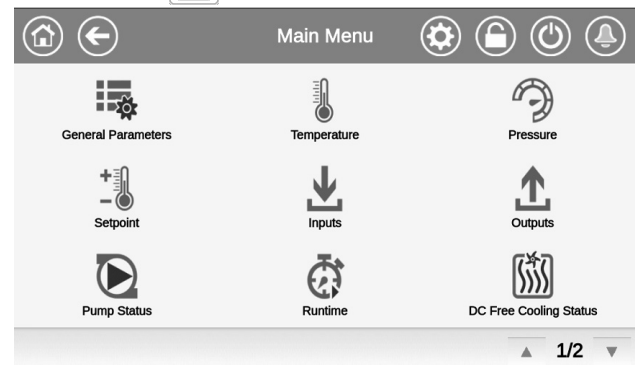 Main Menu
General Parameters
Temperature
Pressure
Setpoint
Inputs
Outputs
Pump Status
Runtime
DC Free Cooling Status
1/2